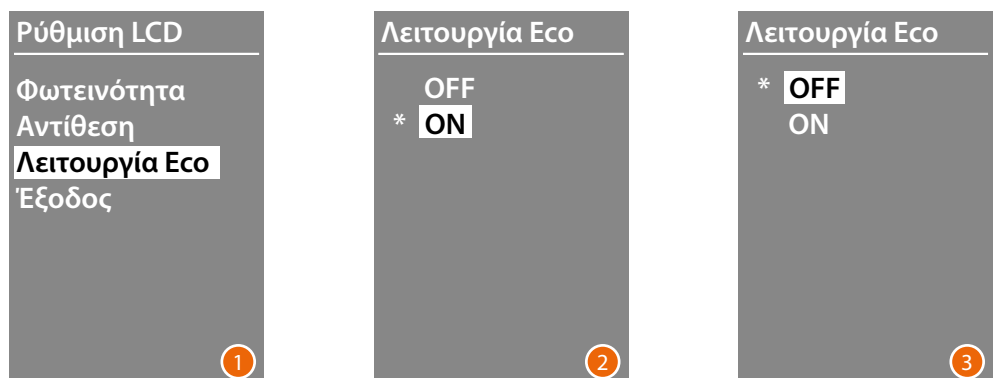 Ρύθμιση LCD
Φωτεινότητα
Αντίθεση
Λειτουργία Eco
Έξοδος
1
Λειτουργία Eco
OFF
* ON
2
Λειτουργία Eco
* OFF
ON
3